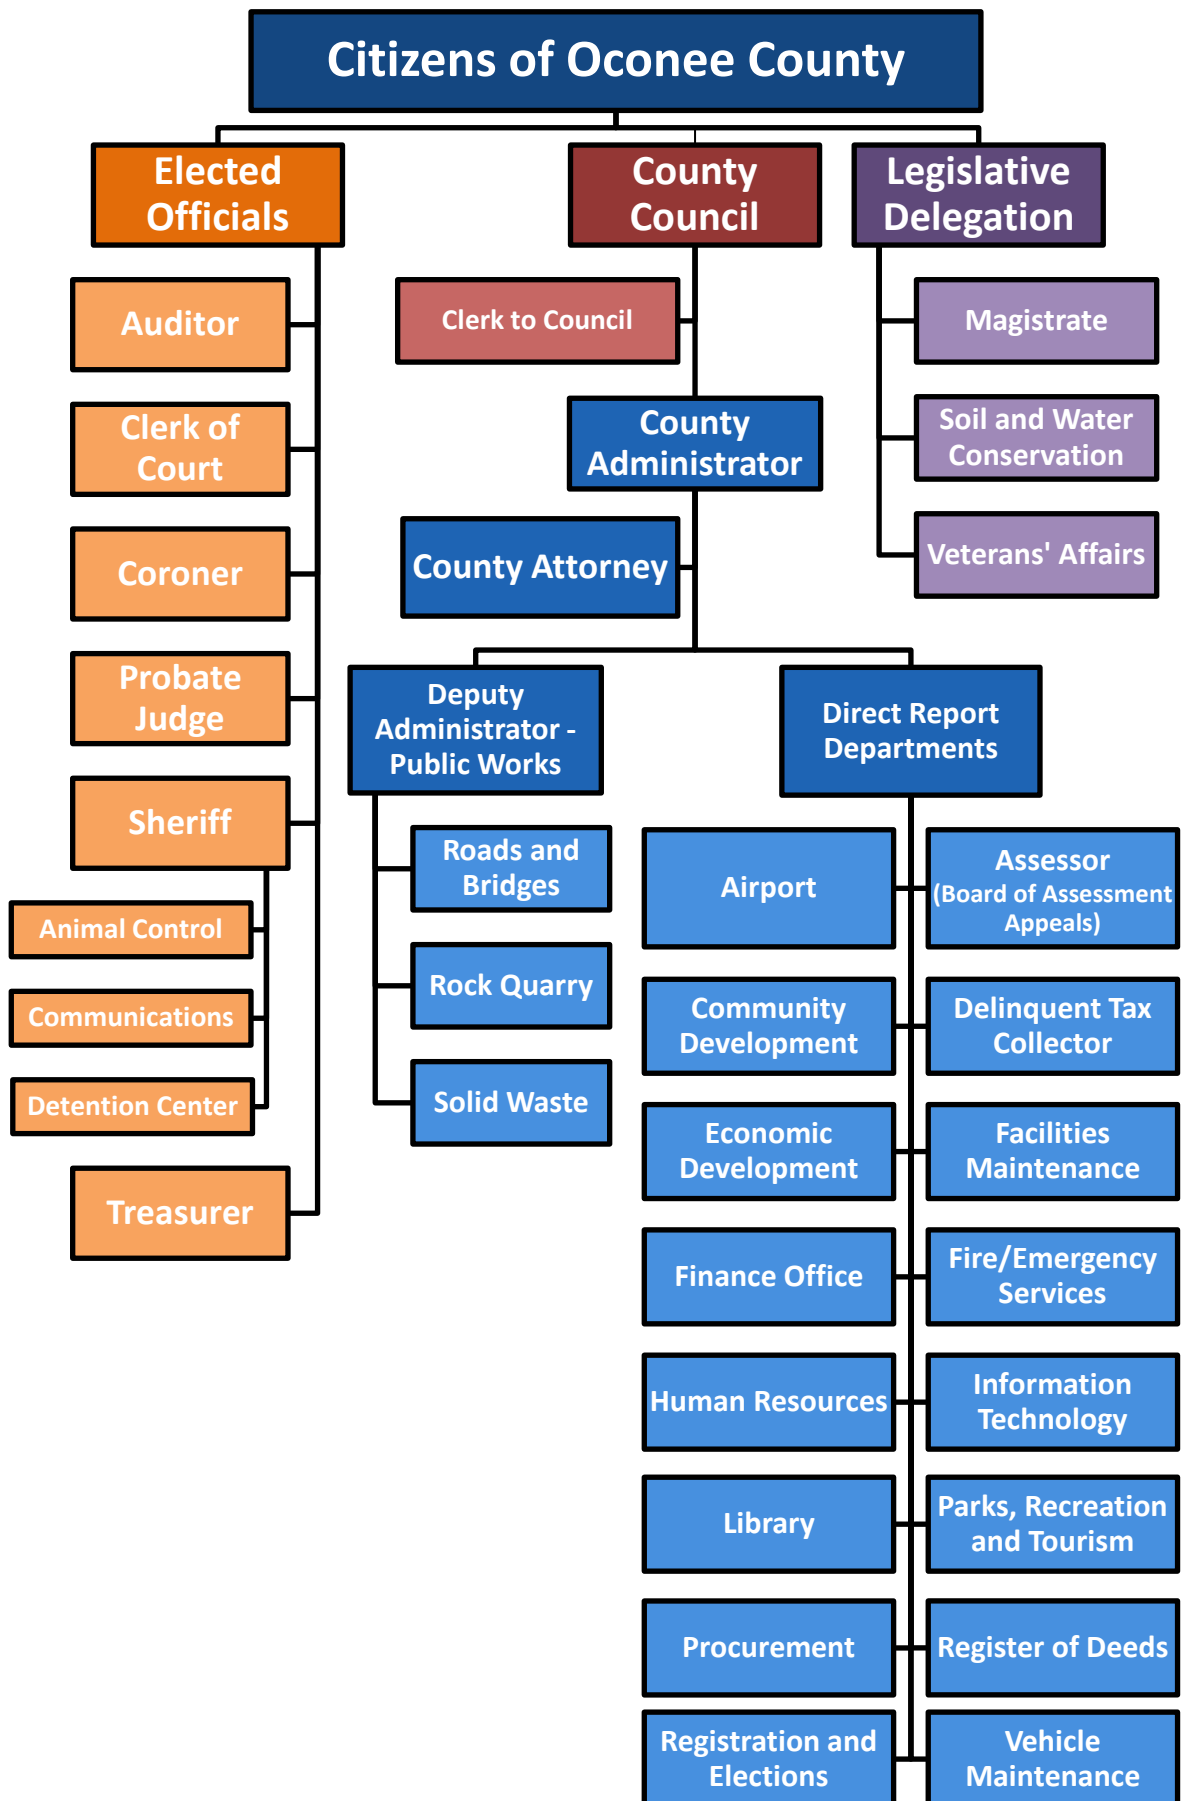 Citizens of Oconee County
Elected
Officials
Auditor
Clerk of
Court
Coroner
Probate
Judge
Sheriff
Animal Control
Communications
Detention Center
Treasurer
County
Council
Clerk to Council
County
Administrator
County Attorney
Deputy
Administrator -
Public Works
Roads and
Bridges
Rock Quarry
Solid Waste
Direct Report
Departments
Airport
Assessor
(Board of Assessment
Appeals)
Community
Development
Delinquent Tax
Collector
Economic
Development
Facilities
Maintenance
Finance Office
Fire/Emergency
Services
Human Resources
Information
Technology
Library
Parks, Recreation
and Tourism
Procurement
Register of Deeds
Registration and
Elections
Vehicle
Maintenance
Legislative
Delegation
Magistrate
Soil and Water
Conservation
Veterans' Affairs